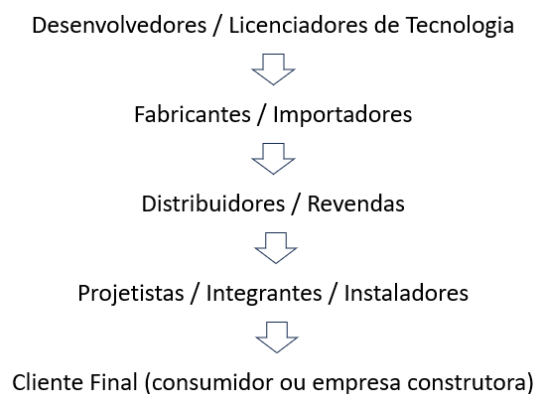 Desenvolvedores / Licenciadores de Tecnologia
Fabricantes / Importadores
Distribuidores / Revendas
Projetistas / Integrantes / Instaladores
Cliente Final (consumidor ou empresa construtora)